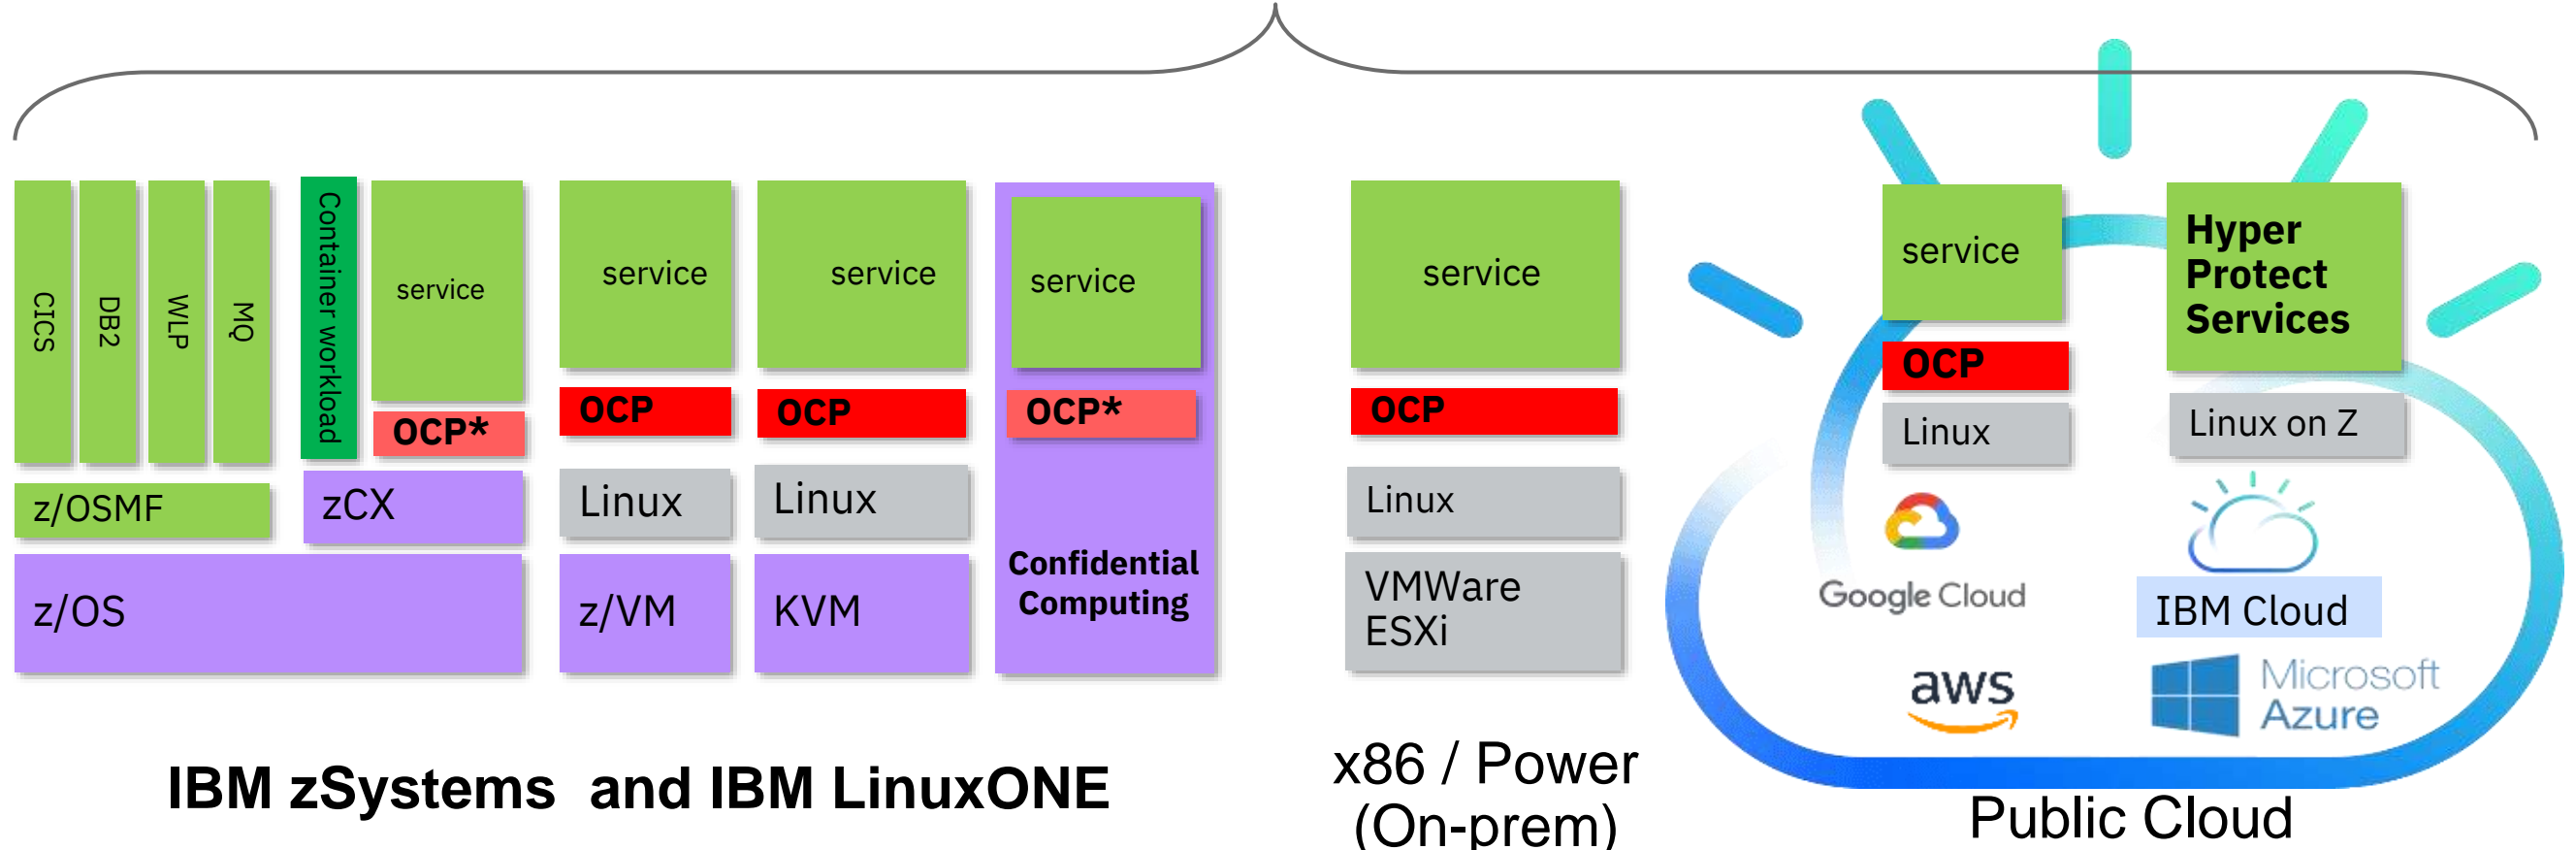 CICS
DB2
WLP
MQ
z/OSMF
Container workload
service
OCP*
zCX
z/OS
service
OCP
Linux
z/VM
service
OCP
Linux
KVM
service
OCP*
Confidential
Computing
IBM zSystems and IBM LinuxONE
service
OCP
Linux
VMWare
ESXi
x86 / Power
(On-prem)
service
OCP
Linux
Hyper
Protect
Services
Linux on Z
Google Cloud
IBM Cloud
aws
Microsoft
Azure
Public Cloud